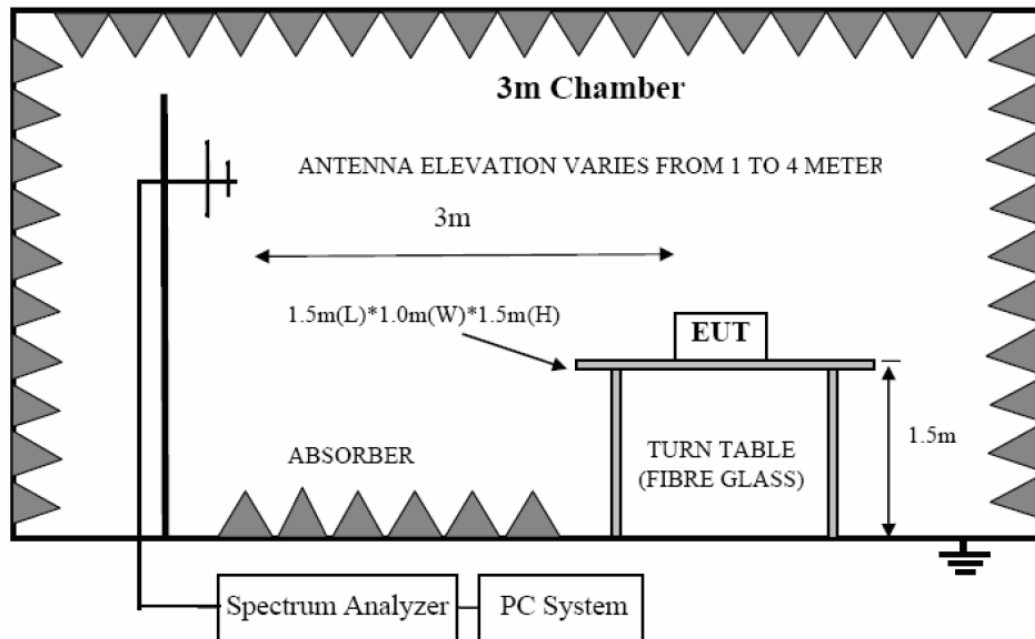 3m Chamber
ANTENNA ELEVATION VARIES FROM 1 TO 4 METER
3m
1.5m(L)*1.0m(W)*1.5m(H)
EUT
1.5m
ABSORBER
TURN TABLE
(FIBRE GLASS)
Spectrum Analyzer
PC System